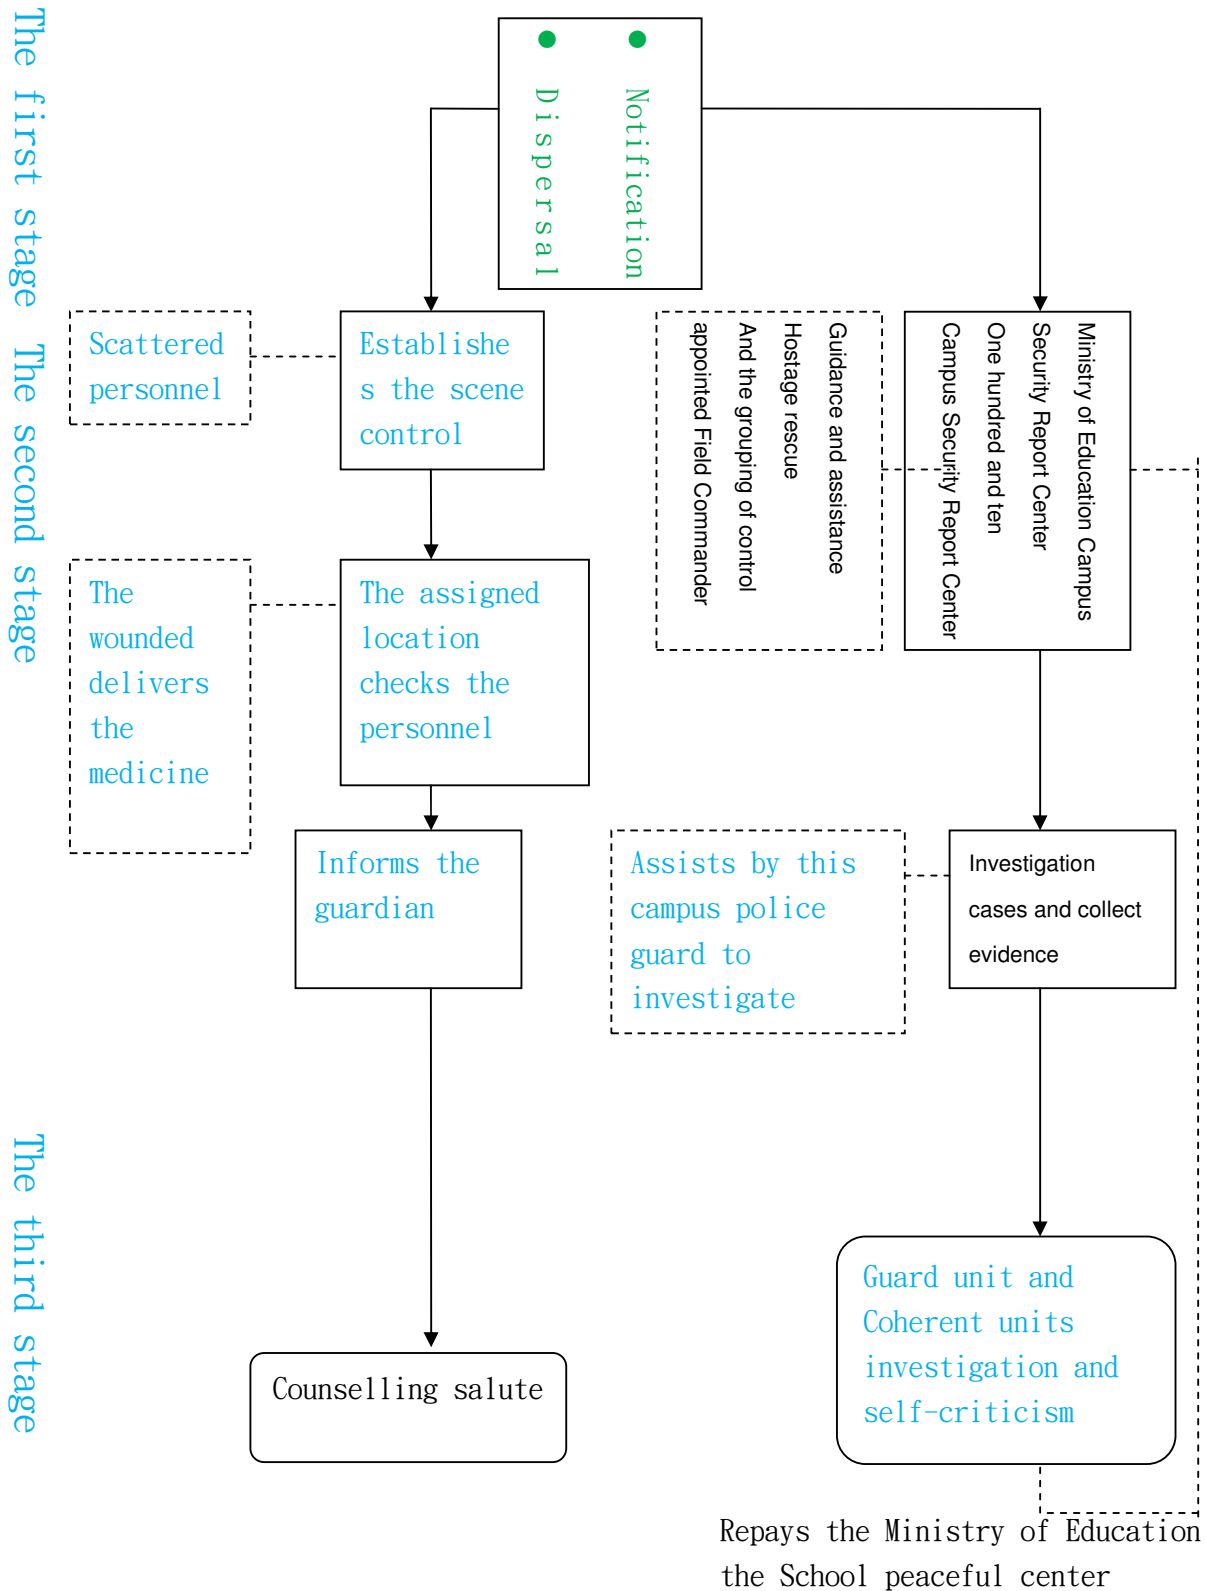 The first stage
The second stage
The third stage
● Notification
● Dispersal
Scattered
personnel
Establishe
s the scene
control
Guidance and assistance
Hostage rescue
And the grouping of control
appointed Field Commander
Ministry of Education Campus
Security Report Center
One hundred and ten
Campus Security Report Center
The
wounded
delivers
the
medicine
The assigned
location
checks the
personnel
Informs the
guardian
Assists by this
campus police
guard to
investigate
Investigation
cases and collect
evidence
Counselling salute
Guard unit and
Coherent units
investigation and
self-criticism
Repays the Ministry of Education
the School peaceful center